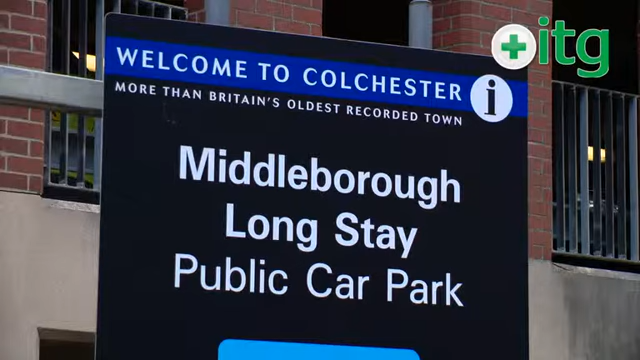 WELCOME TO COLCHESTER
MORE THAN BRITAIN'S OLDEST RECORDED TOWN
i
itg
Middleborough
Long Stay
Public Car Park